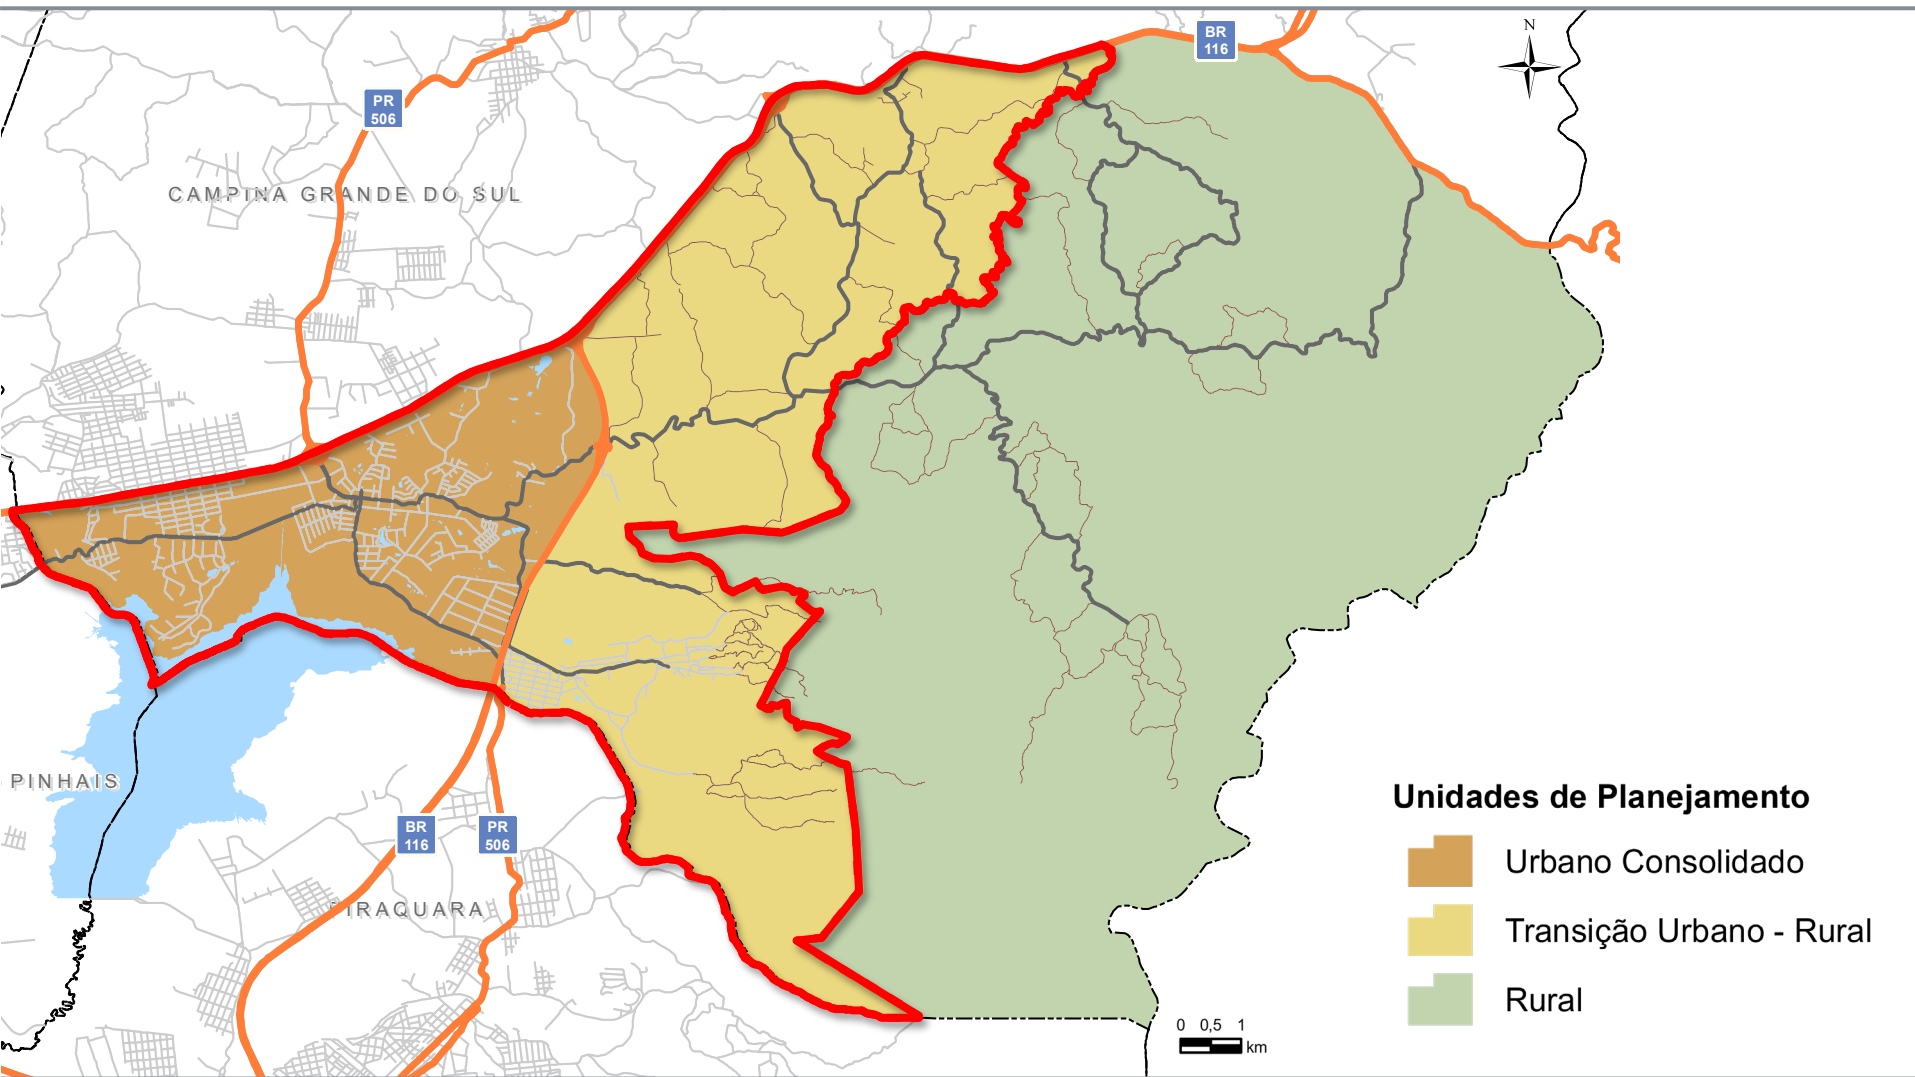 N
BR
116
PR
506
CAMPINA GRANDE DO SUL
PINHAIS
BR
116
PR
506
PIRAQUARA
Unidades de Planejamento
Urbano Consolidado
Transição Urbano - Rural
Rural
0 0,5 1
km